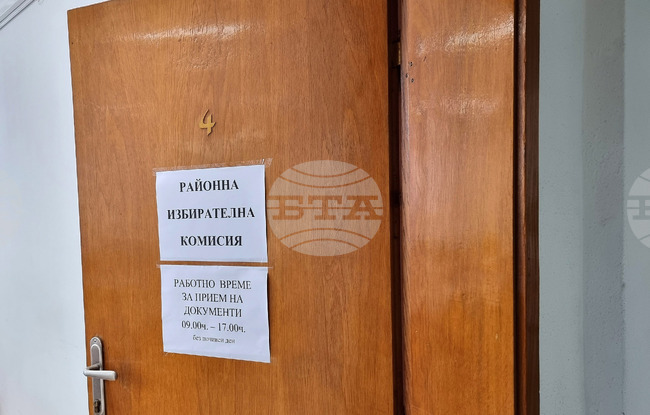 4
РАЙОННА
ИЗБИРАТЕЛНА
КОМИСИЯ
РАБОТНО ВРЕМЕ
ЗА ПРИЕМ НА
ДОКУМЕНТИ
09.00ч. – 17.00ч.
без почивен ден
БТА